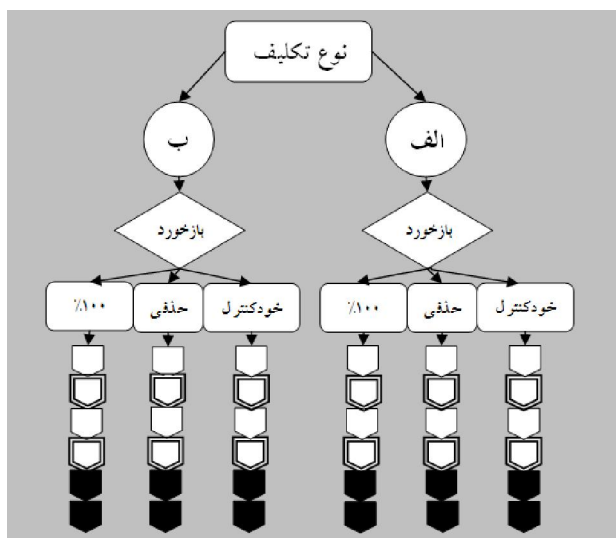 نوع تکلیف
الف
ب
بازخورد
بازخورد
خودکنترل
حذفی
٪۱۰۰
خودکنترل
حذفی
٪۱۰۰